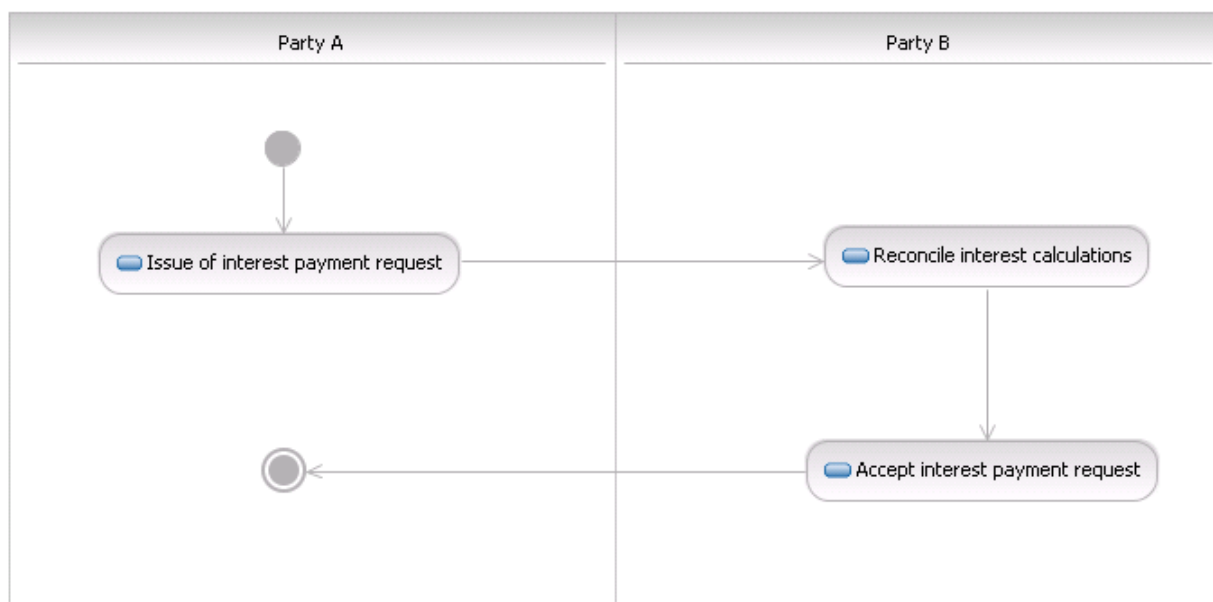 Party A
Party B
Issue of interest payment request
Reconcile interest calculations
Accept interest payment request